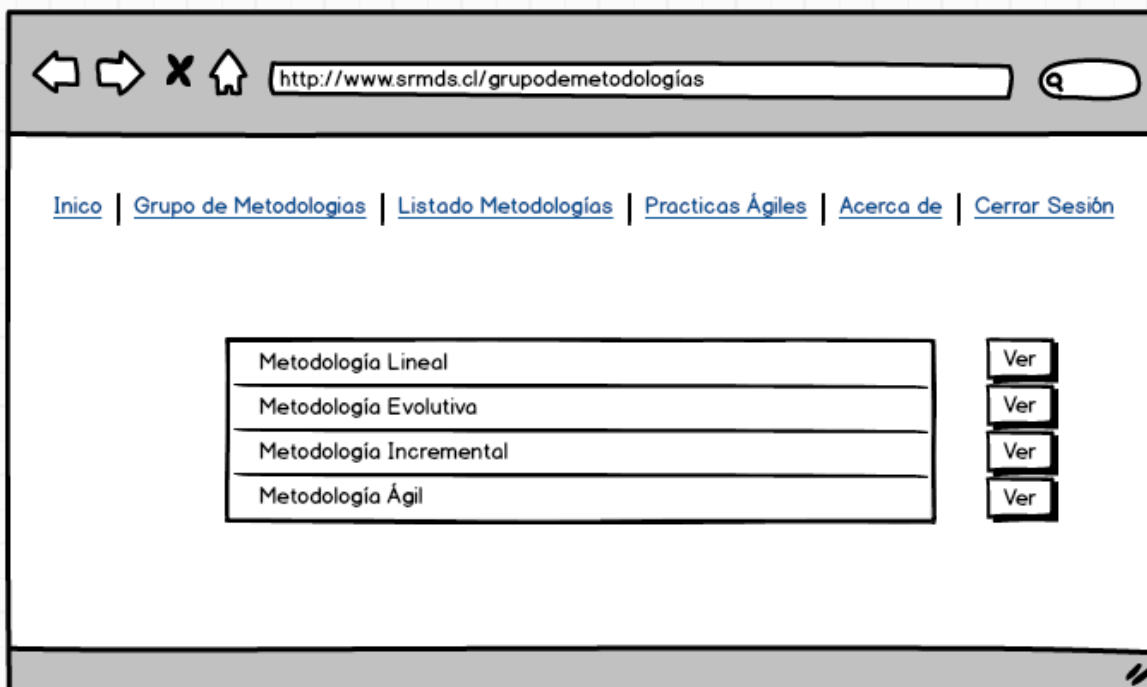 http://www.srmds.cl/grupodemetodologías
Inico | Grupo de Metodologias | Listado Metodologías | Practicas Ágiles | Acerca de | Cerrar Sesión
Metodología Lineal Ver
Metodología Evolutiva Ver
Metodología Incremental Ver
Metodología Ágil Ver